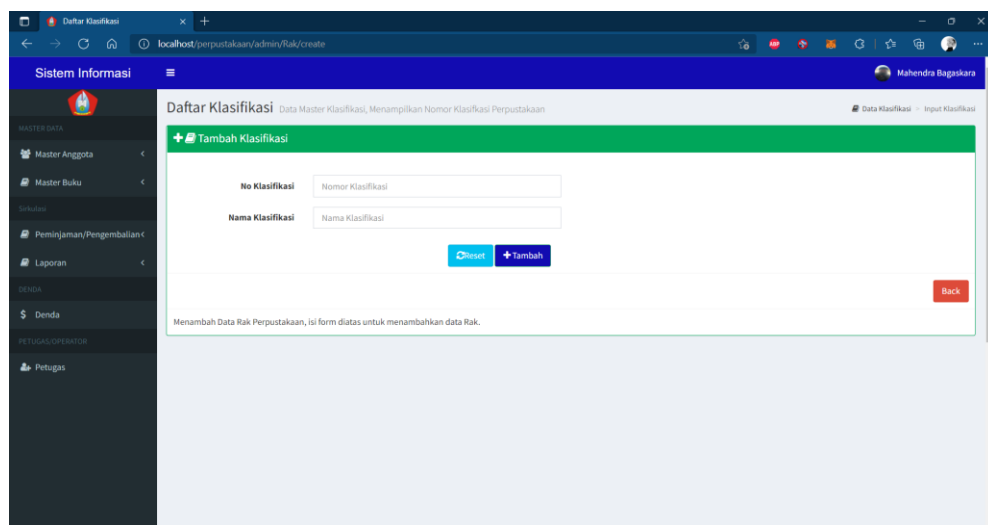 Daftar Klasifikasi
localhost/perpustakaan/admin/Rak/create
Sistem Informasi
Mahendra Bagaskara
MASTER DATA
Master Anggota
Master Buku
Sirkulasi
Peminjaman/Pengembalian
Laporan
DENDA
$ Denda
PETUGAS/OPERATOR
Petugas
Daftar Klasifikasi Data Master Klasifikasi, Menampilkan Nomor Klasifkasi Perpustakaan
Data Klasifikasi > Input Klasifikasi
Tambah Klasifikasi
No Klasifikasi Nomor Klasifikasi
Nama Klasifikasi Nama Klasifikasi
Reset +Tambah
Back
Menambah Data Rak Perpustakaan, isi form diatas untuk menambahkan data Rak.